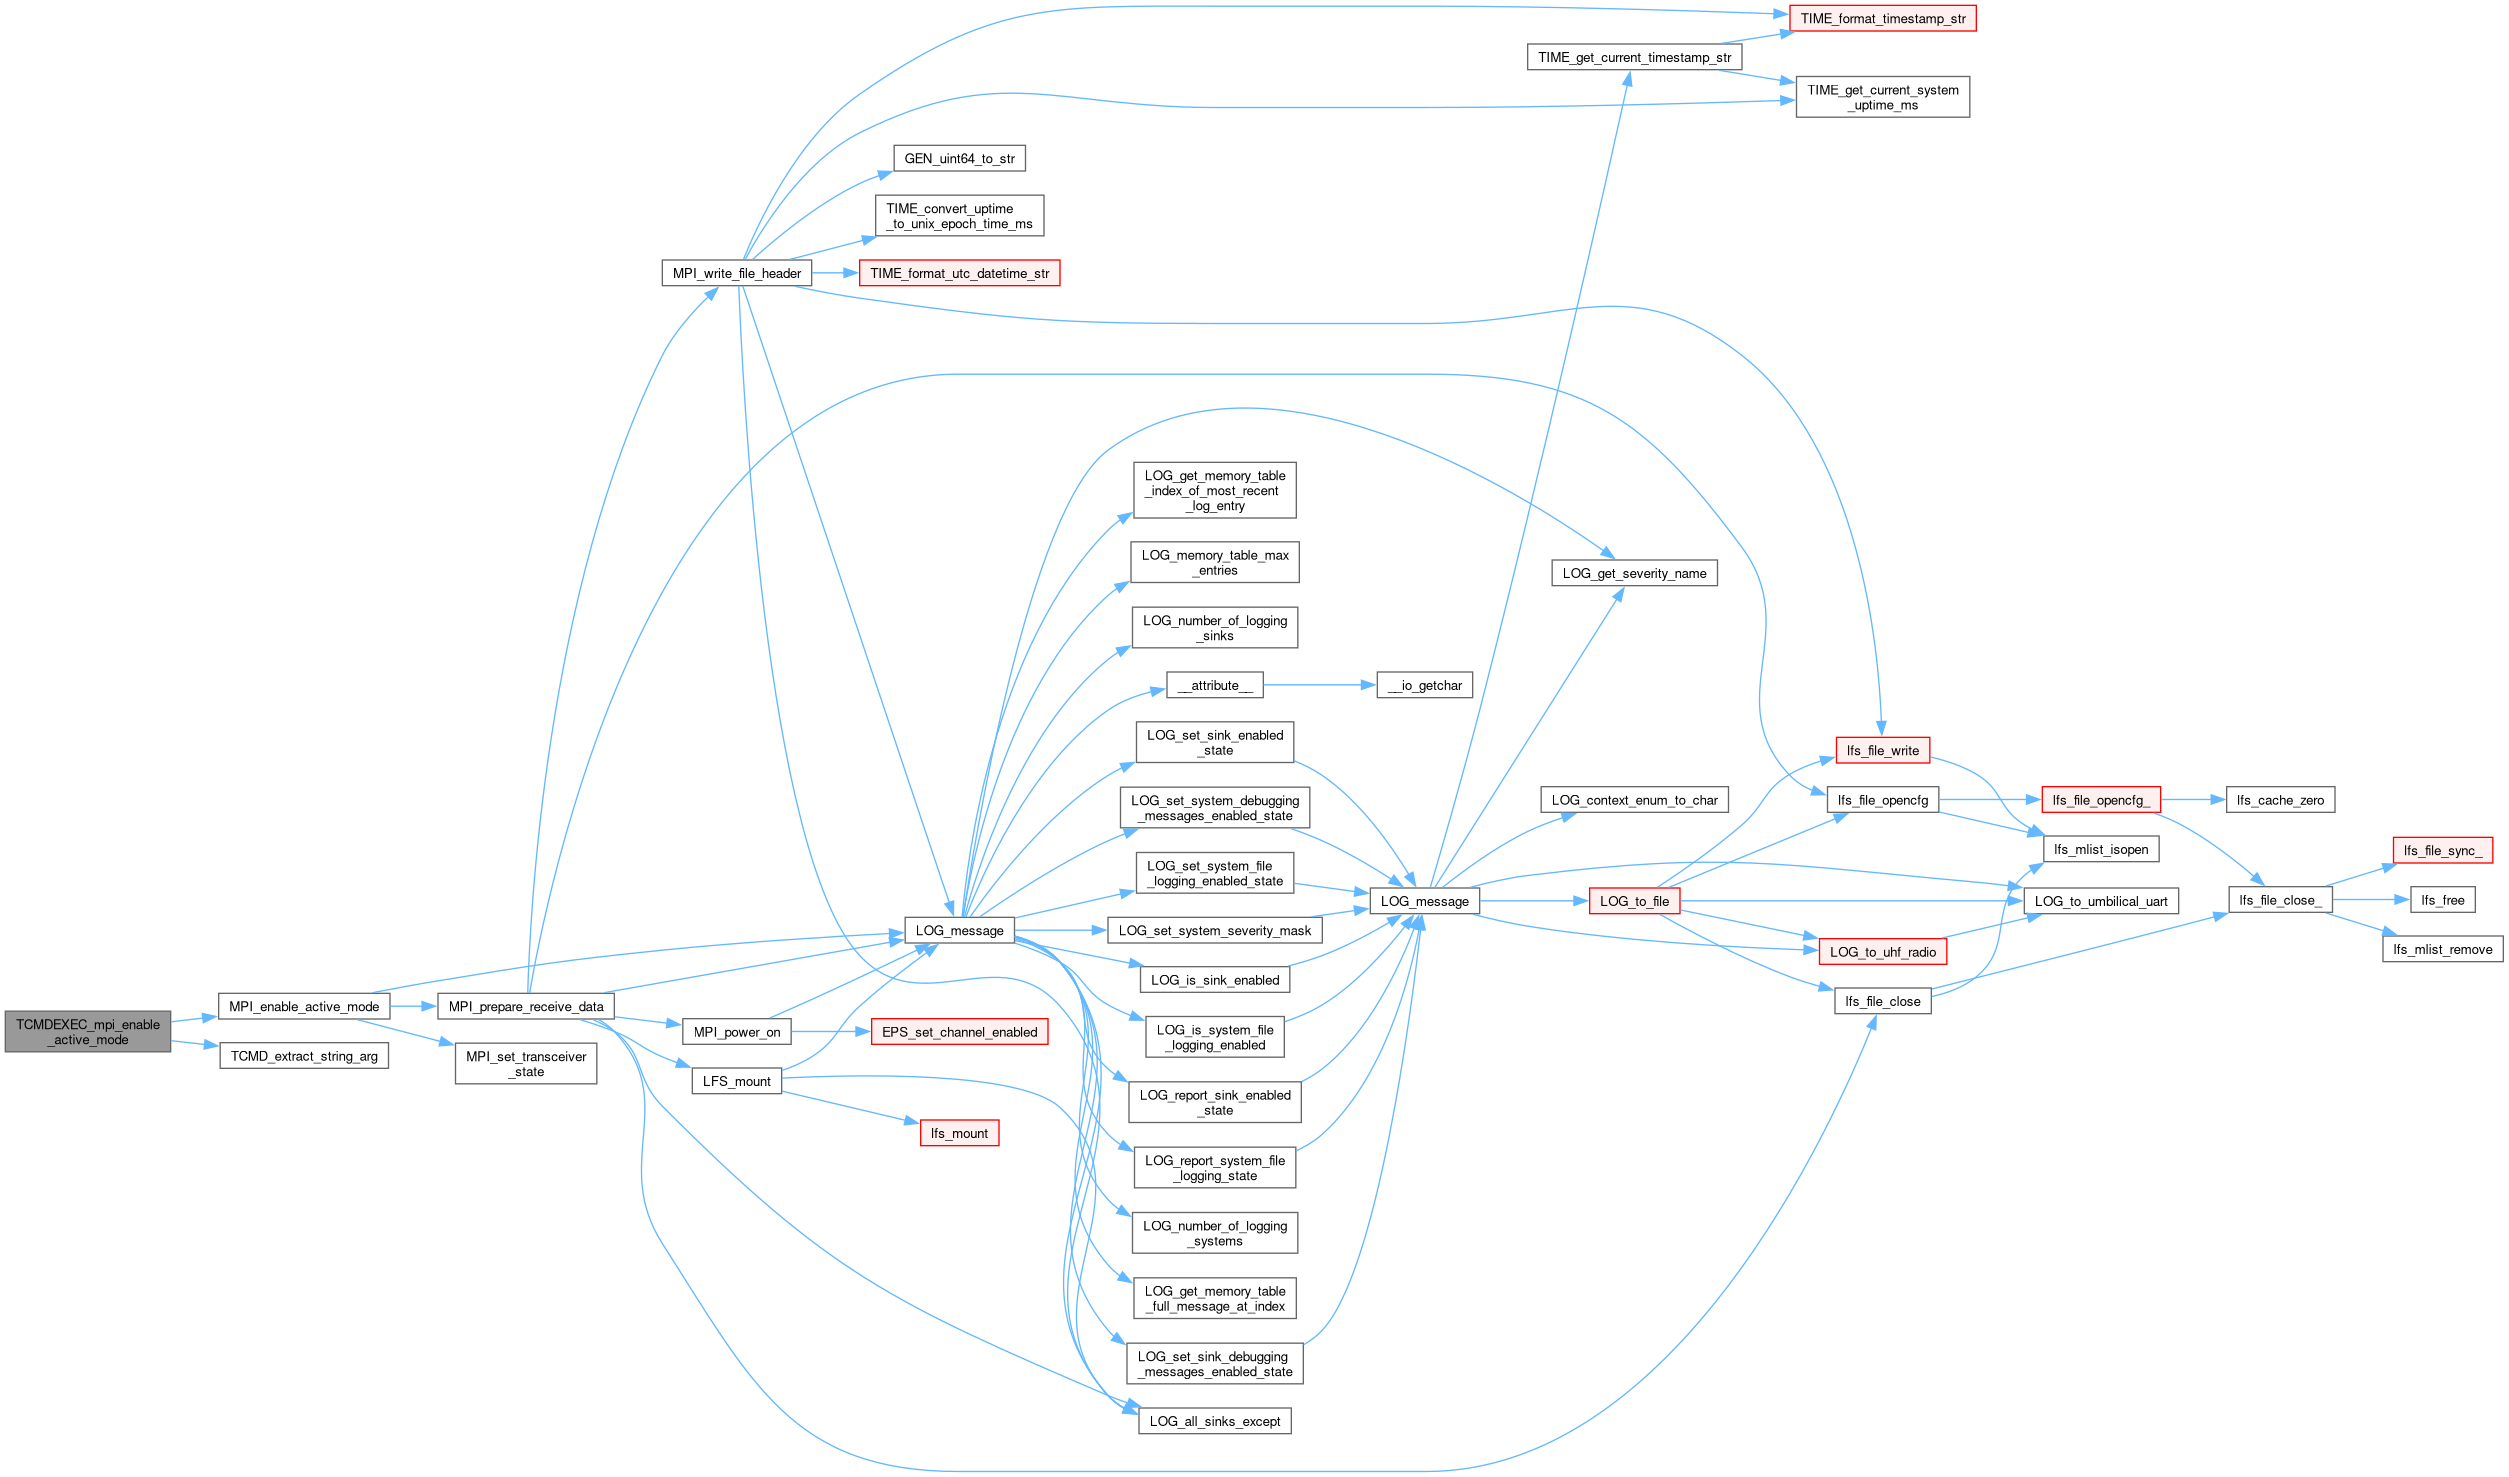 TIME_format_timestamp_str
TIME_get_current_timestamp_str
TIME_get_current_system
_uptime_ms
GEN_uint64_to_str
TIME_convert_uptime
_to_unix_epoch_time_ms
MPI_write_file_header
TIME_format_utc_datetime_str
LOG_get_memory_table
_index_of_most_recent
_log_entry
LOG_memory_table_max
_entries
LOG_get_severity_name
LOG_number_of_logging
_sinks
__attribute__
__io_getchar
LOG_set_sink_enabled
_state
lfs_file_write
LOG_set_system_debugging
_messages_enabled_state
LOG_context_enum_to_char
lfs_file_opencfg
lfs_file_opencfg_
lfs_cache_zero
lfs_mlist_isopen
lfs_file_sync_
LOG_set_system_file
_logging_enabled_state
LOG_message
LOG_to_file
LOG_to_umbilical_uart
lfs_file_close_
lfs_free
LOG_message
LOG_set_system_severity_mask
LOG_to_uhf_radio
lfs_mlist_remove
LOG_is_sink_enabled
MPI_enable_active_mode
MPI_prepare_receive_data
lfs_file_close
TCMDEXEC_mpi_enable
_active_mode
MPI_power_on
EPS_set_channel_enabled
LOG_is_system_file
_logging_enabled
TCMD_extract_string_arg
MPI_set_transceiver
_state
LFS_mount
LOG_report_sink_enabled
_state
lfs_mount
LOG_report_system_file
_logging_state
LOG_number_of_logging
_systems
LOG_get_memory_table
_full_message_at_index
LOG_set_sink_debugging
_messages_enabled_state
LOG_all_sinks_except